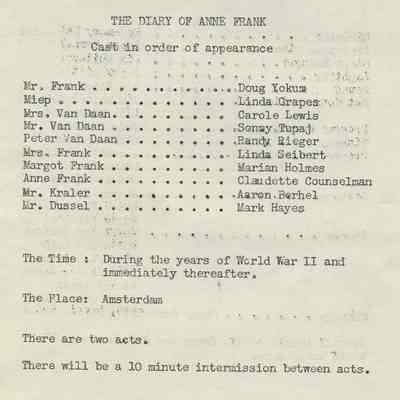 THE DIARY OF ANNE FRANK
Cast in order of appearance
Mr. Frank . . . . . . . . . . . . Doug Yokum
Miep . . . . . . . . . . . . . Linda Grapes
Mrs. Van Daan. . . . . . . . . Carole Lewis
Mr. Van Daan . . . . . . . . . Sonny Tupaj
Peter Van Daan . . . . . . . . Randy Rieger
Mrs. Frank . . . . . . . . . . Linda Seibert
Margot Frank . . . . . . . . . Marian Holmes
Anne Frank . . . . . . . . . . Claudette Counselman
Mr. Kraler . . . . . . . . . . Aaron Berhel
Mr. Dussel . . . . . . . . . . Mark Hayes
The Time : During the years of World War II and
immediately thereafter.
The Place: Amsterdam
There are two acts.
There will be a 10 minute intermission between acts.